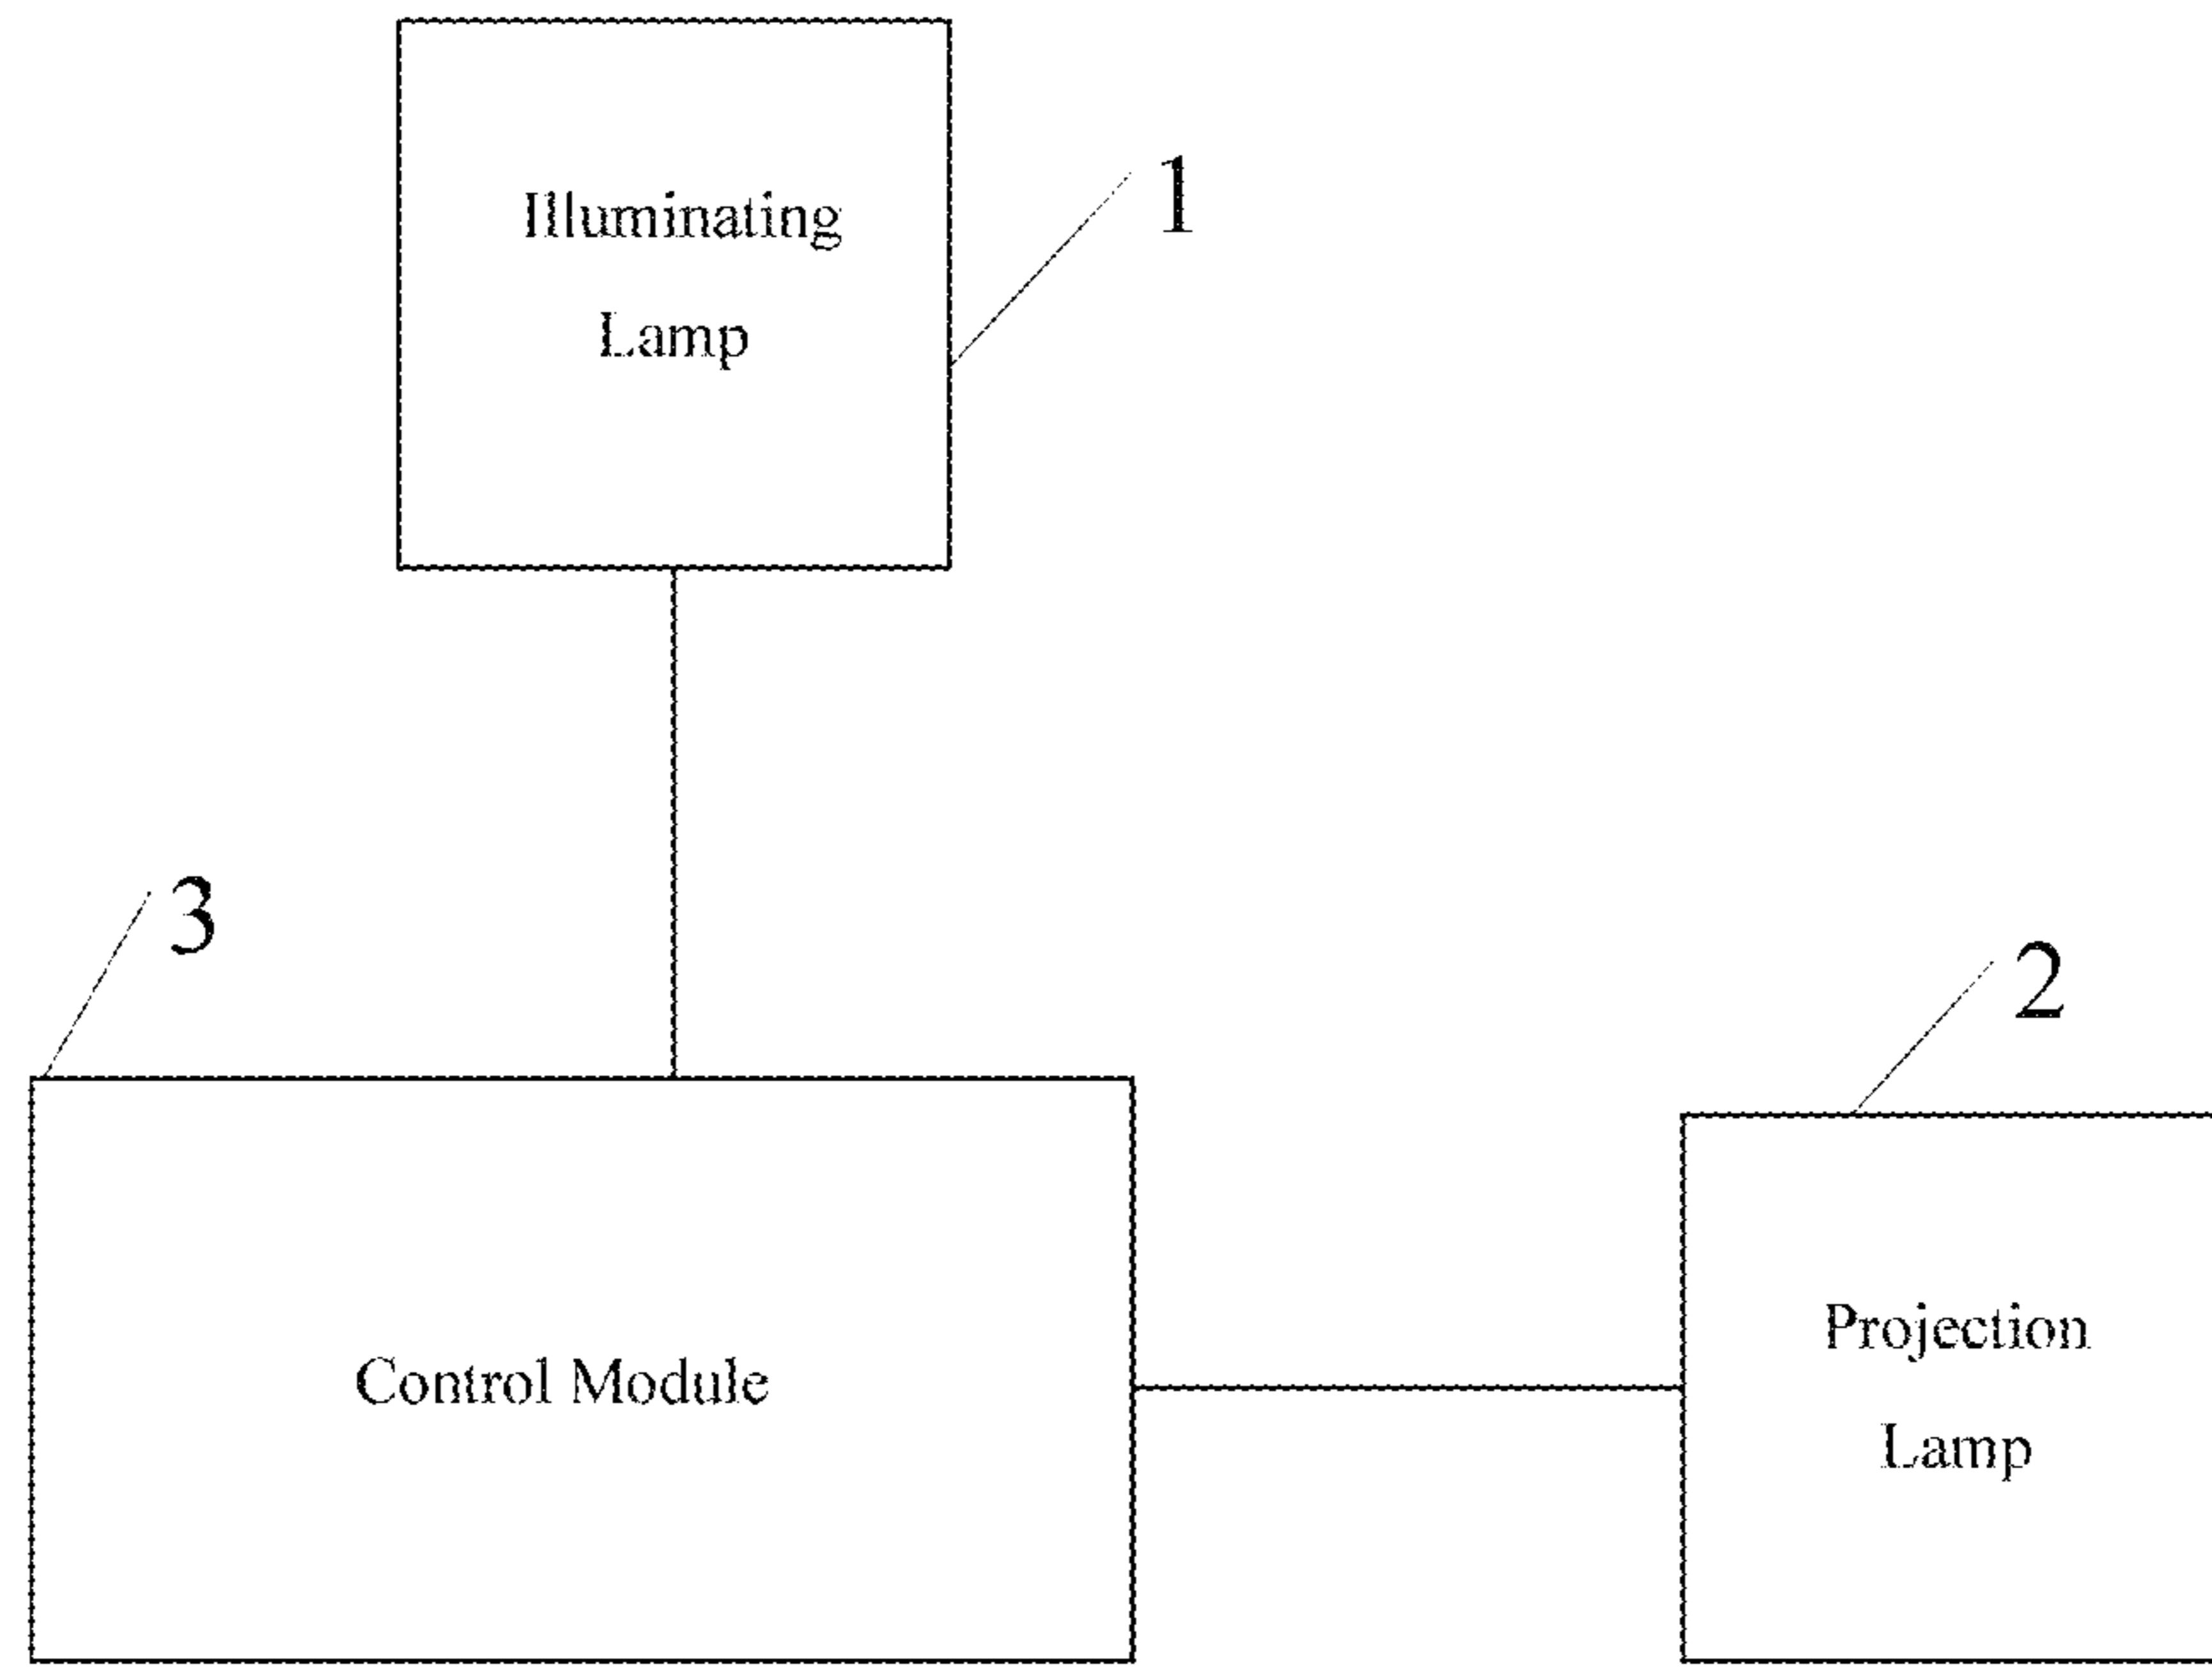 Illuminating
Lamp
1
3
2
Control Module
Projection
Lamp